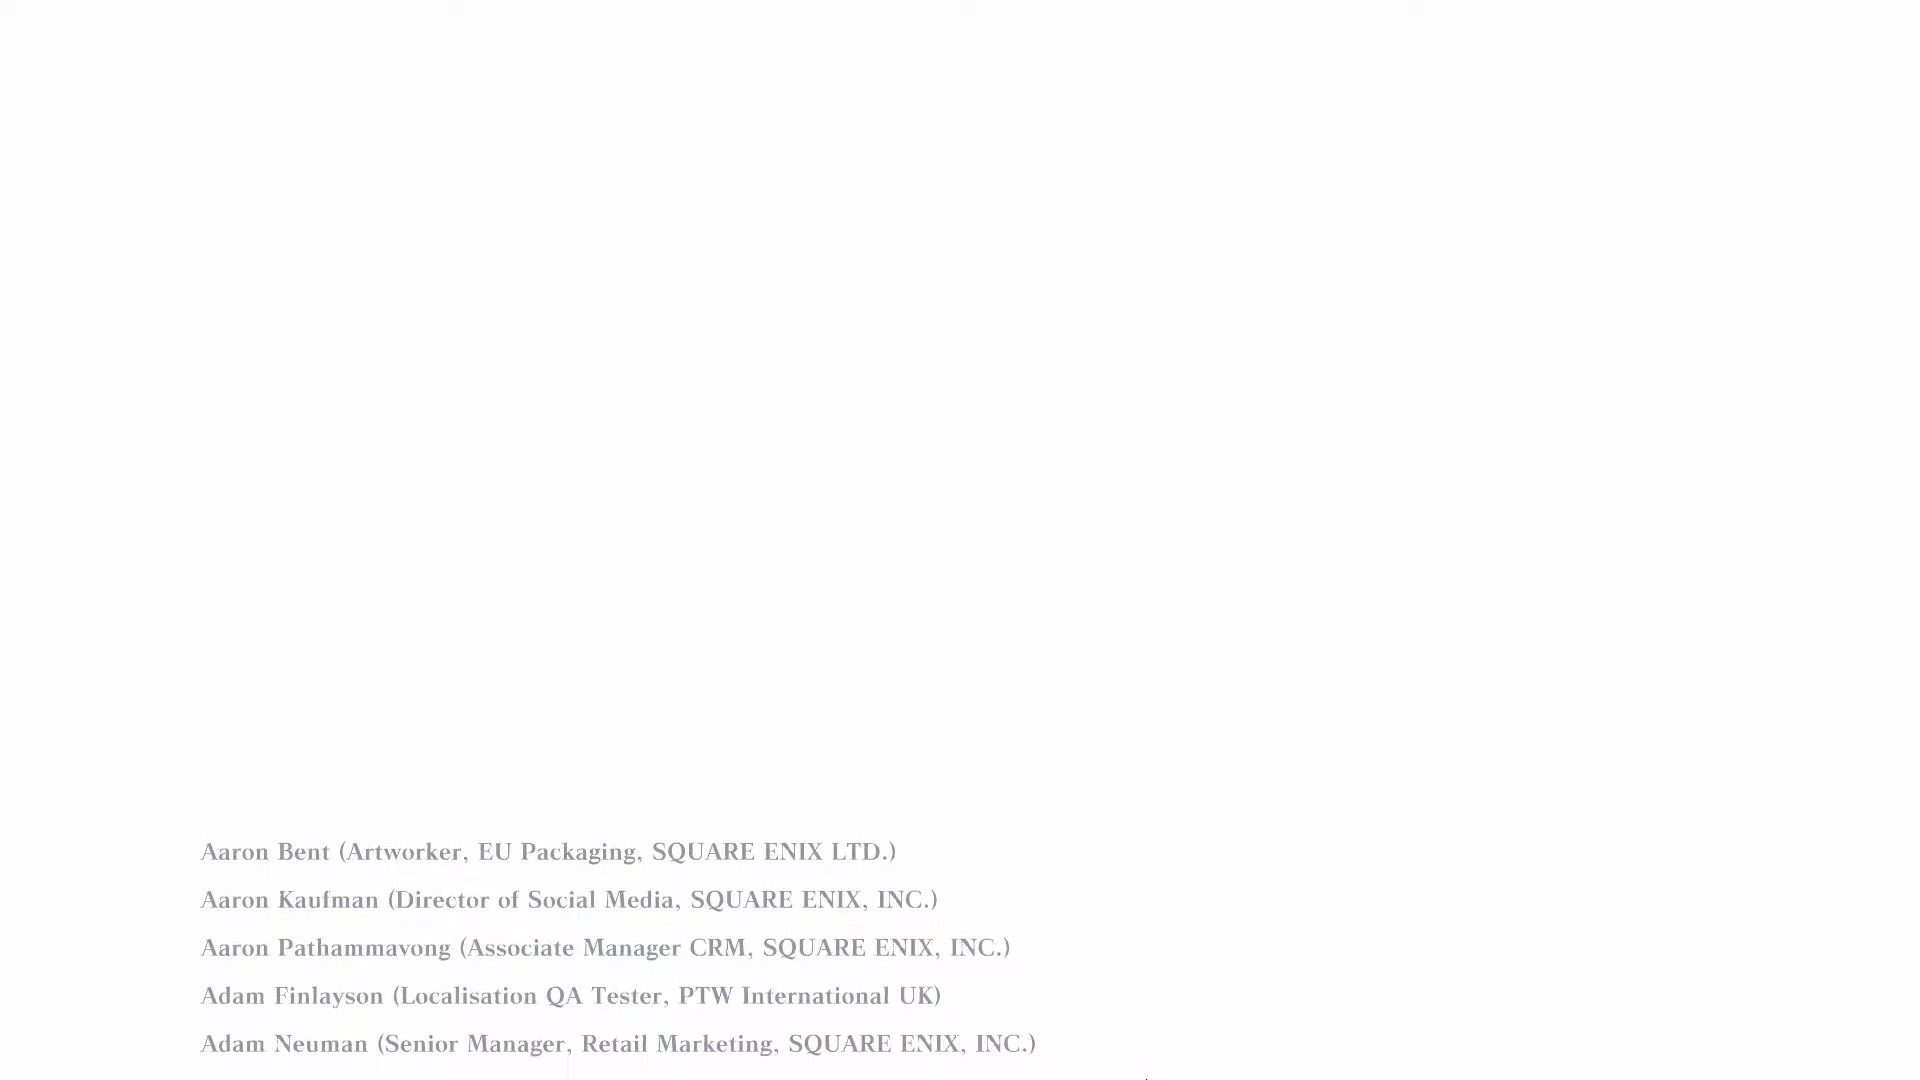 Aaron Bent (Artworker, EU Packaging, SQUARE ENIX LTD.)
Aaron Kaufman (Director of Social Media, SQUARE ENIX, INC.)
Aaron Pathammavong (Associate Manager CRM, SQUARE ENIX, INC.)
Adam Finlayson (Localisation QA Tester, PTW International UK)
Adam Neuman (Senior Manager, Retail Marketing, SQUARE ENIX, INC.)